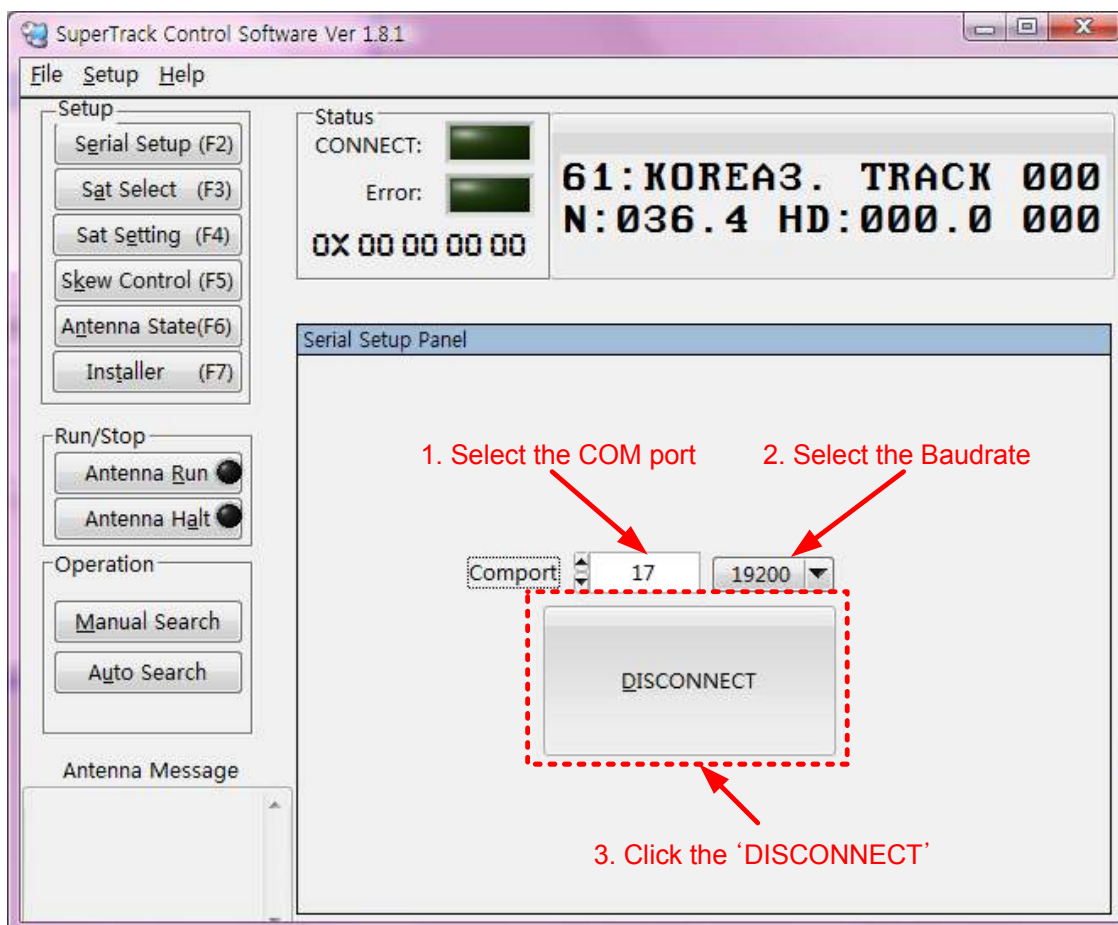 SuperTrack Control Software Ver 1.8.1
File Setup Help
Setup
Serial Setup (F2)
Sat Select (F3)
Sat Setting (F4)
Skew Control (F5)
Antenna State(F6)
Installer (F7)
Status
CONNECT:
Error:
0X 00 00 00 00
61:KOREA3. TRACK 000
N:036.4 HD:000.0 000
Serial Setup Panel
1. Select the COM port
2. Select the Baudrate
Comport 17 19200
DISCONNECT
3. Click the ‘DISCONNECT’
Run/Stop
Antenna Run
Antenna Halt
Operation
Manual Search
Auto Search
Antenna Message